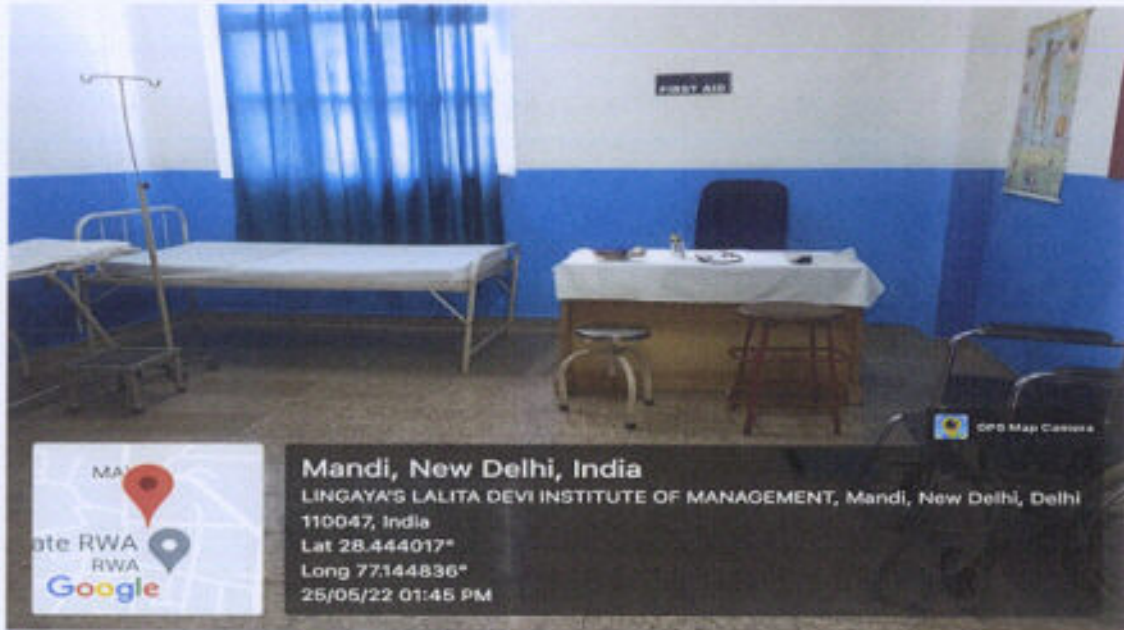 FIRST AID
GPS Map Camera
MA
ate RWA
RWA
Google
Mandi, New Delhi, India
LINGAYA'S LALITA DEVI INSTITUTE OF MANAGEMENT, Mandi, New Delhi, Delhi
110047, India
Lat 28.444017°
Long 77.144836°
25/05/22 01:45 PM